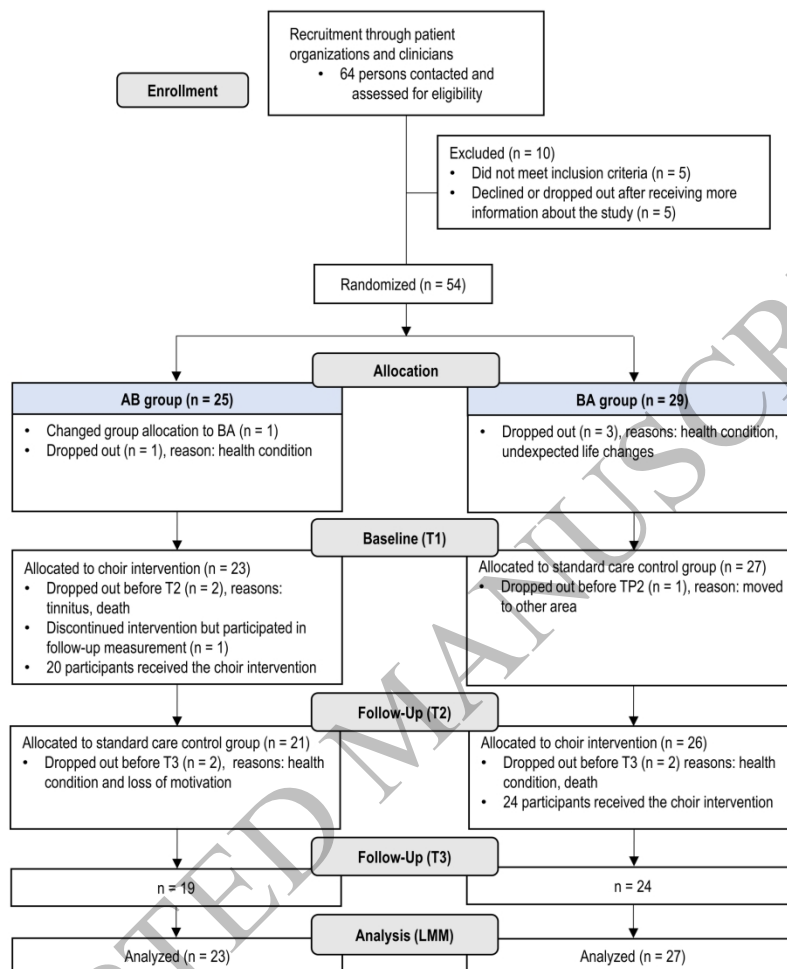 Recruitment through patient
organizations and clinicians
• 64 persons contacted and
assessed for eligibility
Enrollment
Excluded (n = 10)
• Did not meet inclusion criteria (n = 5)
• Declined or dropped out after receiving more
information about the study (n = 5)
Randomized (n = 54)
Allocation
AB group (n = 25)
• Changed group allocation to BA (n = 1)
• Dropped out (n = 1), reason: health condition
BA group (n = 29)
• Dropped out (n = 3), reasons: health condition,
undexpected life changes
Baseline (T1)
Allocated to choir intervention (n = 23)
• Dropped out before T2 (n = 2), reasons:
tinnitus, death
• Discontinued intervention but participated in
follow-up measurement (n = 1)
• 20 participants received the choir intervention
Allocated to standard care control group (n = 27)
• Dropped out before TP2 (n = 1), reason: moved
to other area
Follow-Up (T2)
Allocated to standard care control group (n = 21)
• Dropped out before T3 (n = 2), reasons: health
condition and loss of motivation
Allocated to choir intervention (n = 26)
• Dropped out before T3 (n = 2) reasons: health
condition, death
• 24 participants received the choir intervention
Follow-Up (T3)
n = 19
n = 24
Analysis (LMM)
Analyzed (n = 23)
Analyzed (n = 27)
TED MANUSCR